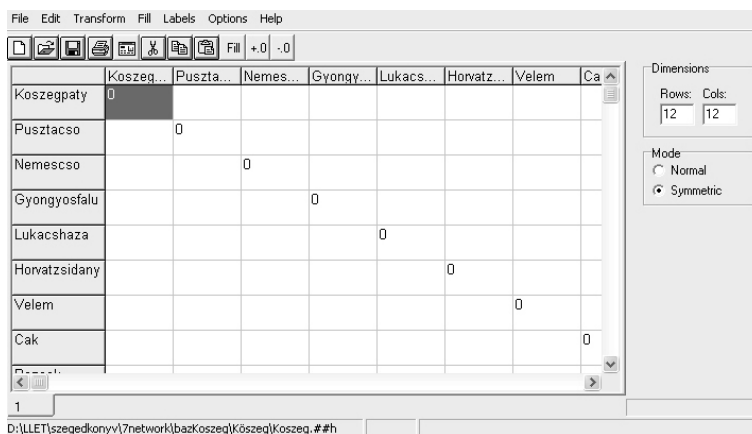 File Edit Transform Fill Labels Options Help
Fill +.0 -.0
Koszeg... Puszta... Nemes... Gyongy... Lukacs... Horvatz... Velem Ca
Koszegpaty 0
Pusztacso 0
Nemescso 0
Gyongyosfalu 0
Lukacshaza 0
Horvatzsidany 0
Velem 0
Cak 0
1
Dimensions
Rows: Cols:
12 12
Mode
Normal
Symmetric
D:\LLET\szegedkonyv\7network\bazKoszeg\Köszeg\Koszeg.##h